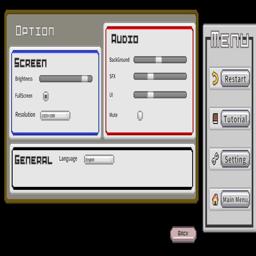 Option
Screen
Brightness
FullScreen
Resolution
Audio
BackGround
SFX
UI
Mute
General
Language
English
Back
Menu
Restart
Tutorial
Setting
Main Menu